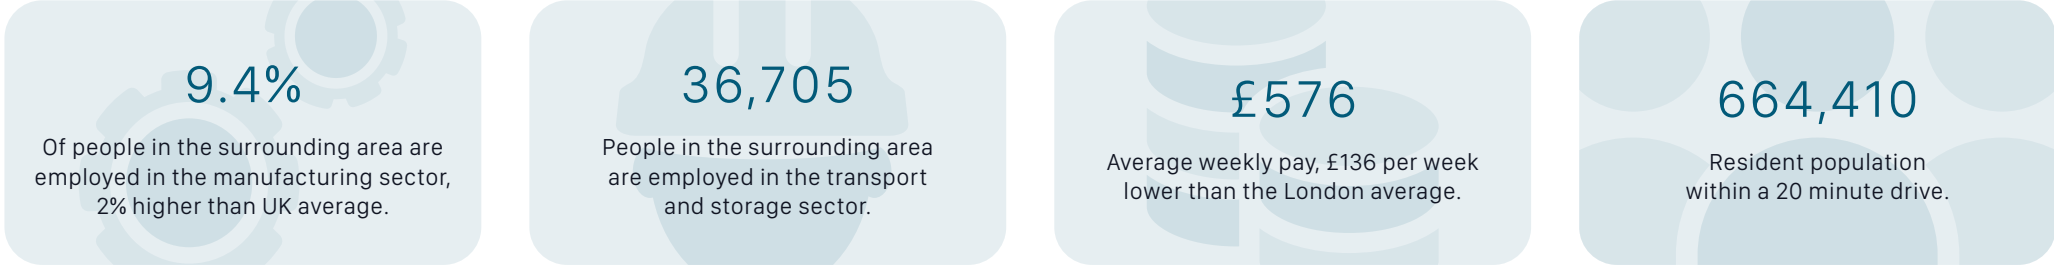 9.4%
Of people in the surrounding area are
employed in the manufacturing sector,
2% higher than UK average.
36,705
People in the surrounding area
are employed in the transport
and storage sector.
£576
Average weekly pay, £136 per week
lower than the London average.
664,410
Resident population
within a 20 minute drive.